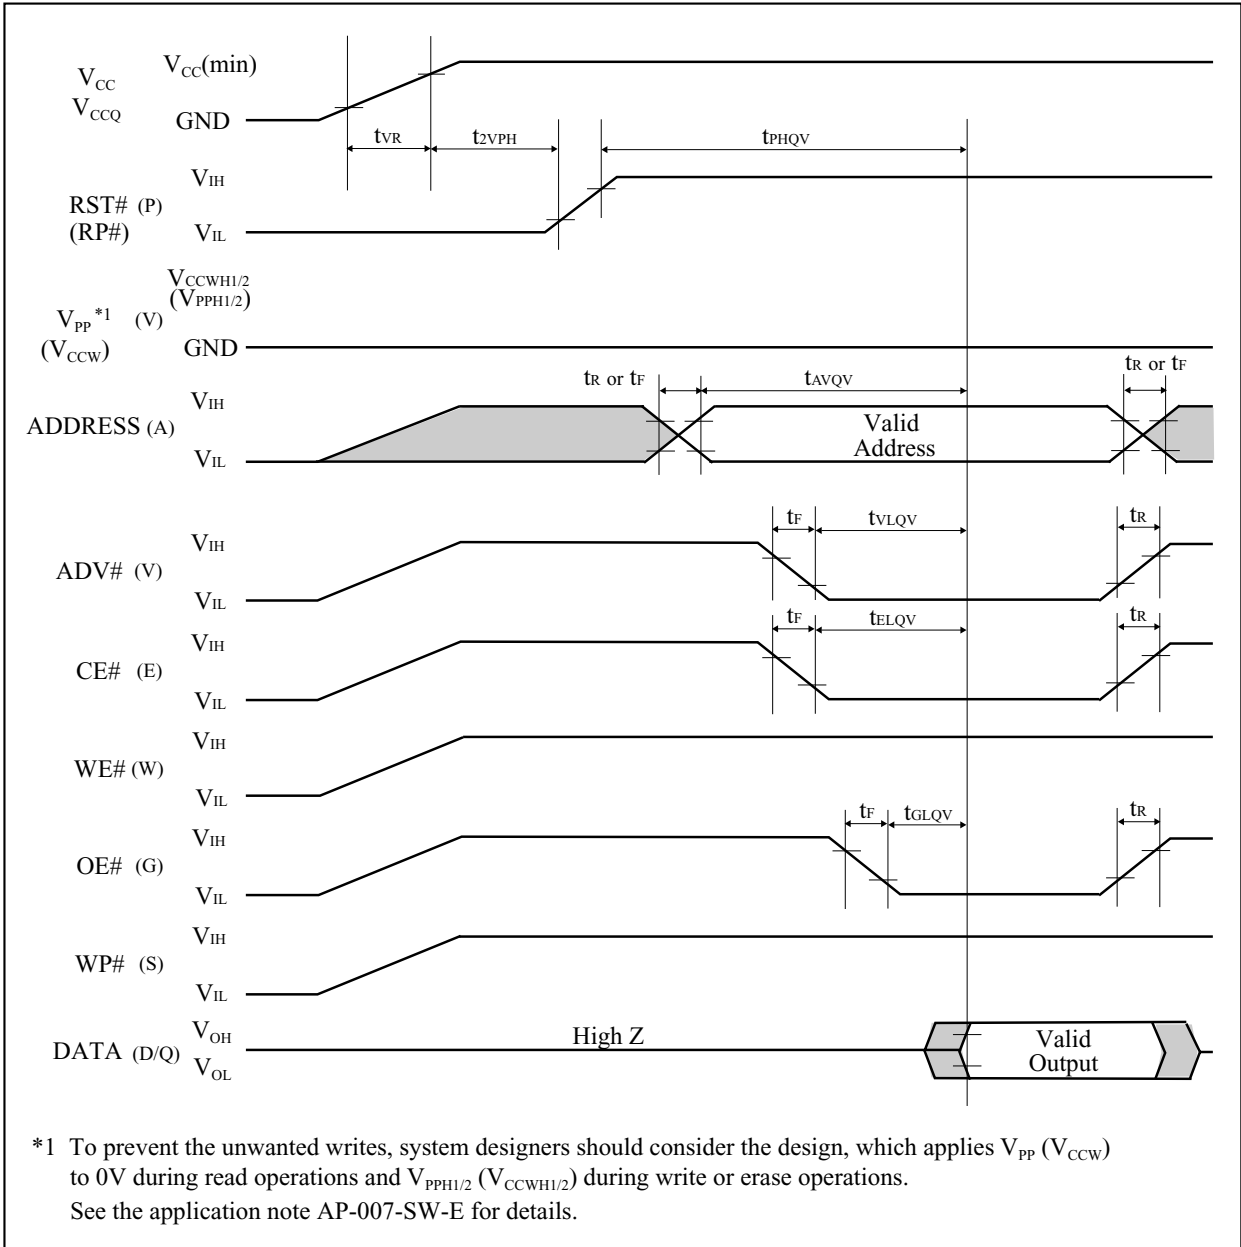 VCC(min)
VCC
VCCQ
GND
tVR
t2VPH
tPHQV
VIH
RST# (P)
(RP#)
VIL
VCCWH1/2
(VPPH1/2)
VPP *1 (V)
(VCCW)
GND
tR or tF
tAVQV
tR or tF
VIH
ADDRESS (A)
Valid
Address
VIL
tF
tVLQV
tR
VIH
ADV# (V)
VIL
tF
tELQV
tR
VIH
CE# (E)
VIL
VIH
WE# (W)
VIL
tF
tGLQV
tR
VIH
OE# (G)
VIL
VIH
WP# (S)
VIL
VOH
High Z
DATA (D/Q)
Valid
Output
VOL
*1 To prevent the unwanted writes, system designers should consider the design, which applies VPP (VCCW)
to 0V during read operations and VPPH1/2 (VCCWH1/2) during write or erase operations.
See the application note AP-007-SW-E for details.